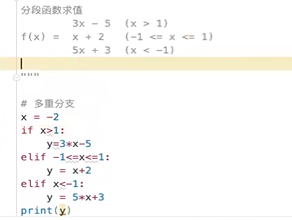 分段函数求值
3x - 5 (x > 1)
f(x) = x + 2 (-1 <= x <= 1)
5x + 3 (x < -1)
"""
# 多重分支
x = -2
if x>1:
y=3*x-5
elif -1<=x<=1:
y = x+2
elif x<-1:
y = 5*x+3
print(y)